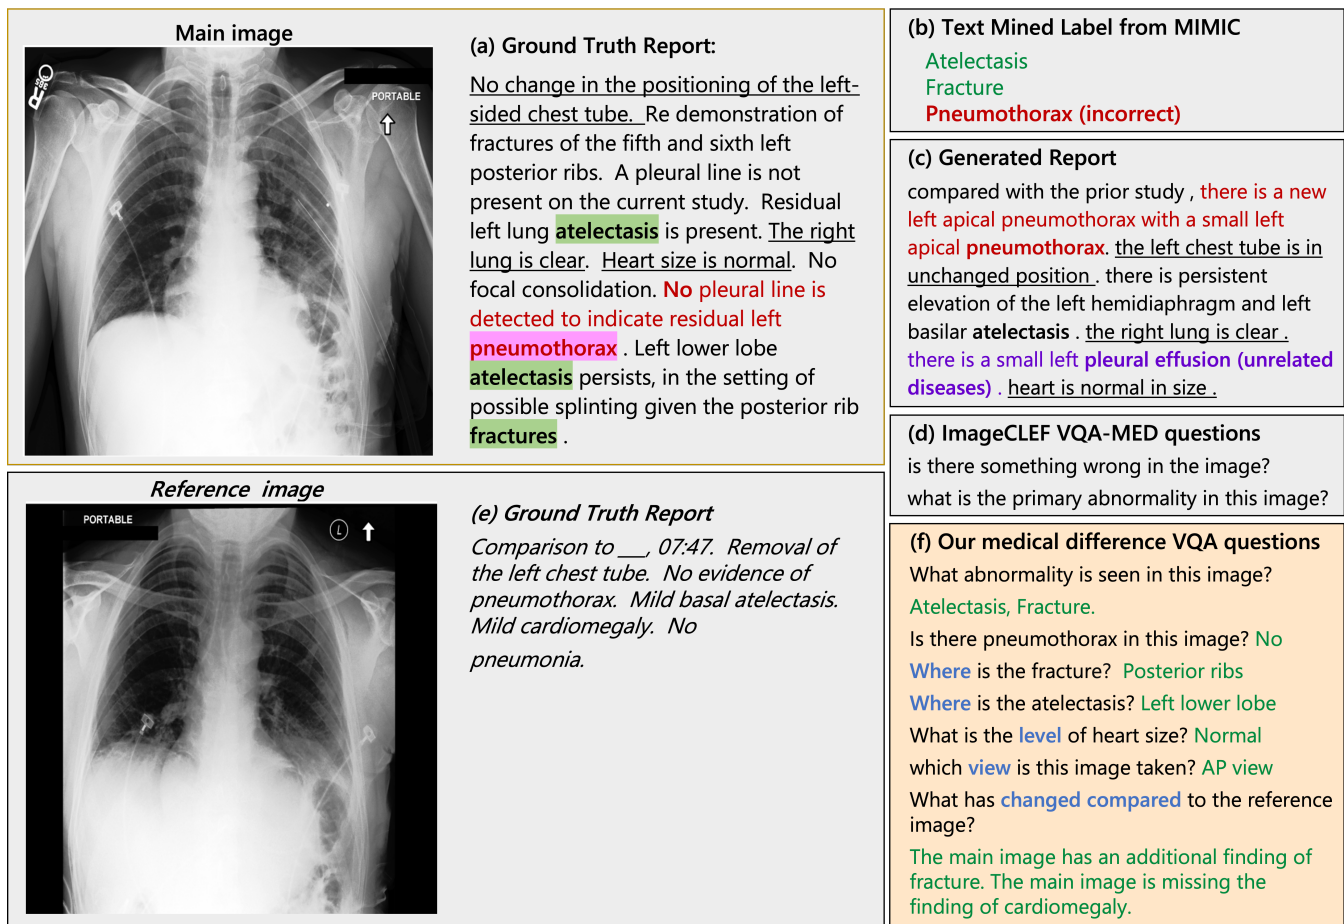 Main image
PORTABLE
(a) Ground Truth Report:
No change in the positioning of the left-
sided chest tube. Re demonstration of
fractures of the fifth and sixth left
posterior ribs. A pleural line is not
present on the current study. Residual
left lung atelectasis is present. The right
lung is clear. Heart size is normal. No
focal consolidation. No pleural line is
detected to indicate residual left
pneumothorax . Left lower lobe
atelectasis persists, in the setting of
possible splinting given the posterior rib
fractures .
Reference image
PORTABLE
L
(e) Ground Truth Report
Comparison to __, 07:47. Removal of
the left chest tube. No evidence of
pneumothorax. Mild basal atelectasis.
Mild cardiomegaly. No
pneumonia.
(b) Text Mined Label from MIMIC
Atelectasis
Fracture
Pneumothorax (incorrect)
(c) Generated Report
compared with the prior study , there is a new
left apical pneumothorax with a small left
apical pneumothorax. the left chest tube is in
unchanged position . there is persistent
elevation of the left hemidiaphragm and left
basilar atelectasis . the right lung is clear .
there is a small left pleural effusion (unrelated
diseases) . heart is normal in size .
(d) ImageCLEF VQA-MED questions
is there something wrong in the image?
what is the primary abnormality in this image?
(f) Our medical difference VQA questions
What abnormality is seen in this image?
Atelectasis, Fracture.
Is there pneumothorax in this image? No
Where is the fracture? Posterior ribs
Where is the atelectasis? Left lower lobe
What is the level of heart size? Normal
which view is this image taken? AP view
What has changed compared to the reference
image?
The main image has an additional finding of
fracture. The main image is missing the
finding of cardiomegaly.